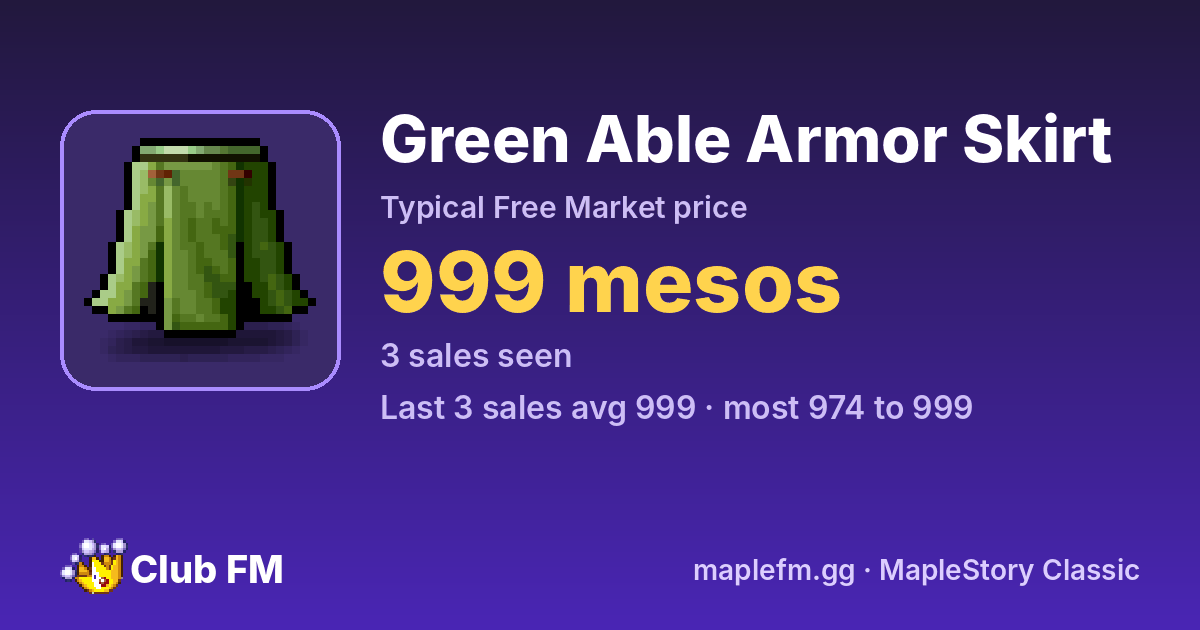 Green Able Armor Skirt
Typical Free Market price
999 mesos
3 sales seen
Last 3 sales avg 999 · most 974 to 999
Club FM
maplefm.gg · MapleStory Classic